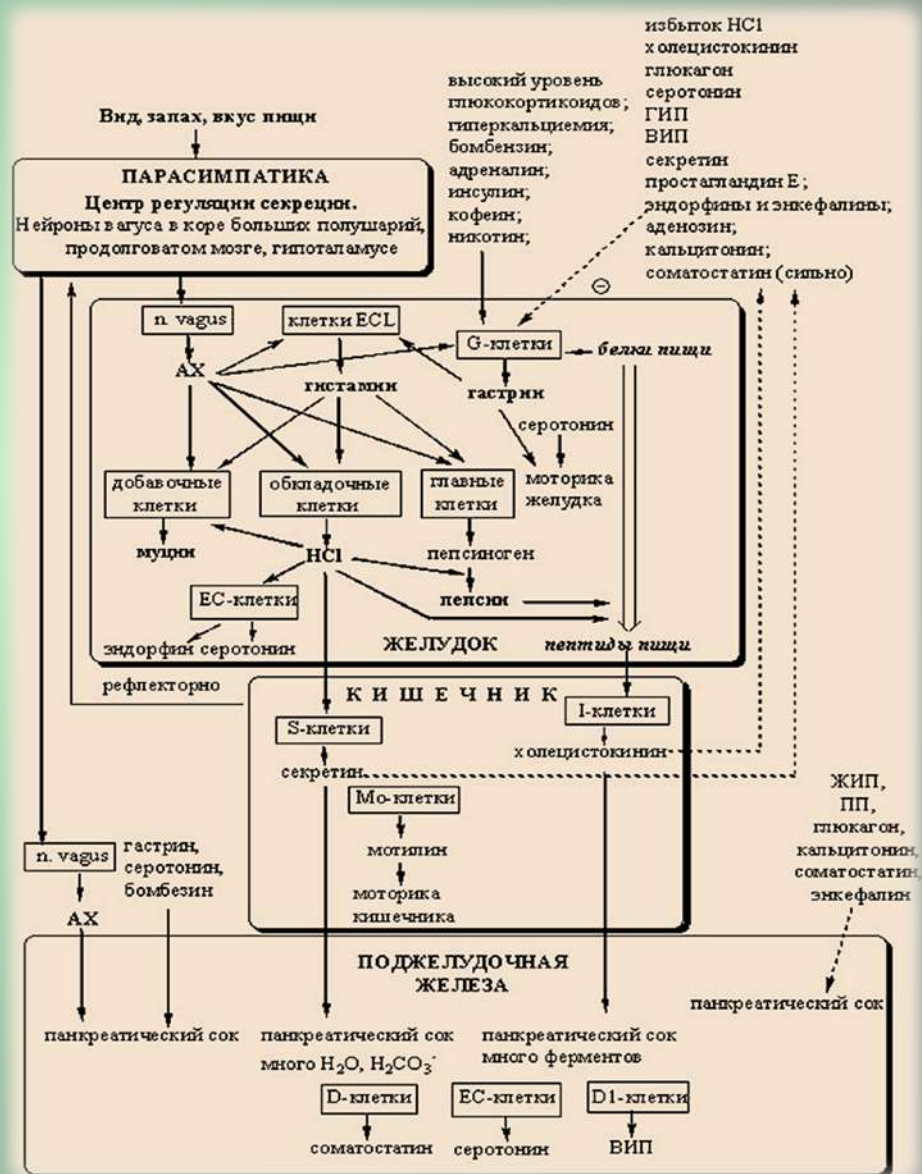 избыток HCl
холецистокинин
глюкагон
серотонин
ГИП
ВИП
секретин
простагландин Е;
эндорфины и энкефалины;
аденозин;
кальцитонин;
соматостатин (сильно)
высокий уровень
глюкокортикоидов;
гиперкальциемия;
бомбензин;
адреналин;
инсулин;
кофеин;
никотин;
Вид, запах, вкус пищи
ПАРАСИМПАТИКА
Центр регуляции секреции.
Нейроны вагуса в коре больших полушарий,
продолговатом мозге, гипоталамусе
n. vagus
клетки ECL
G-клетки
белки пищи
АХ
гистамин
гастрин
серотонин
моторика
желудка
добавочные
клетки
обкладочные
клетки
главные
клетки
муцин
HCl
пепсиноген
пепсин
ЕС-клетки
эндорфин серотонин
ЖЕЛУДОК
пептиды пищи
рефлекторно
КИШЕЧНИК
S-клетки
I-клетки
секретин
холецистокинин
Мо-клетки
мотилин
моторика
кишечника
n. vagus
гастрин,
серотонин,
бомбезин
АХ
ЖИП,
ПП,
глюкагон,
кальцитонин,
соматостатин,
энкефалин
ПОДЖЕЛУДОЧНАЯ
ЖЕЛЕЗА
панкреатический сок
панкреатический сок
много H₂O, H₂CO₃⁻
панкреатический сок
много ферментов
панкреатический сок
D-клетки
ЕС-клетки
D1-клетки
соматостатин
серотонин
ВИП